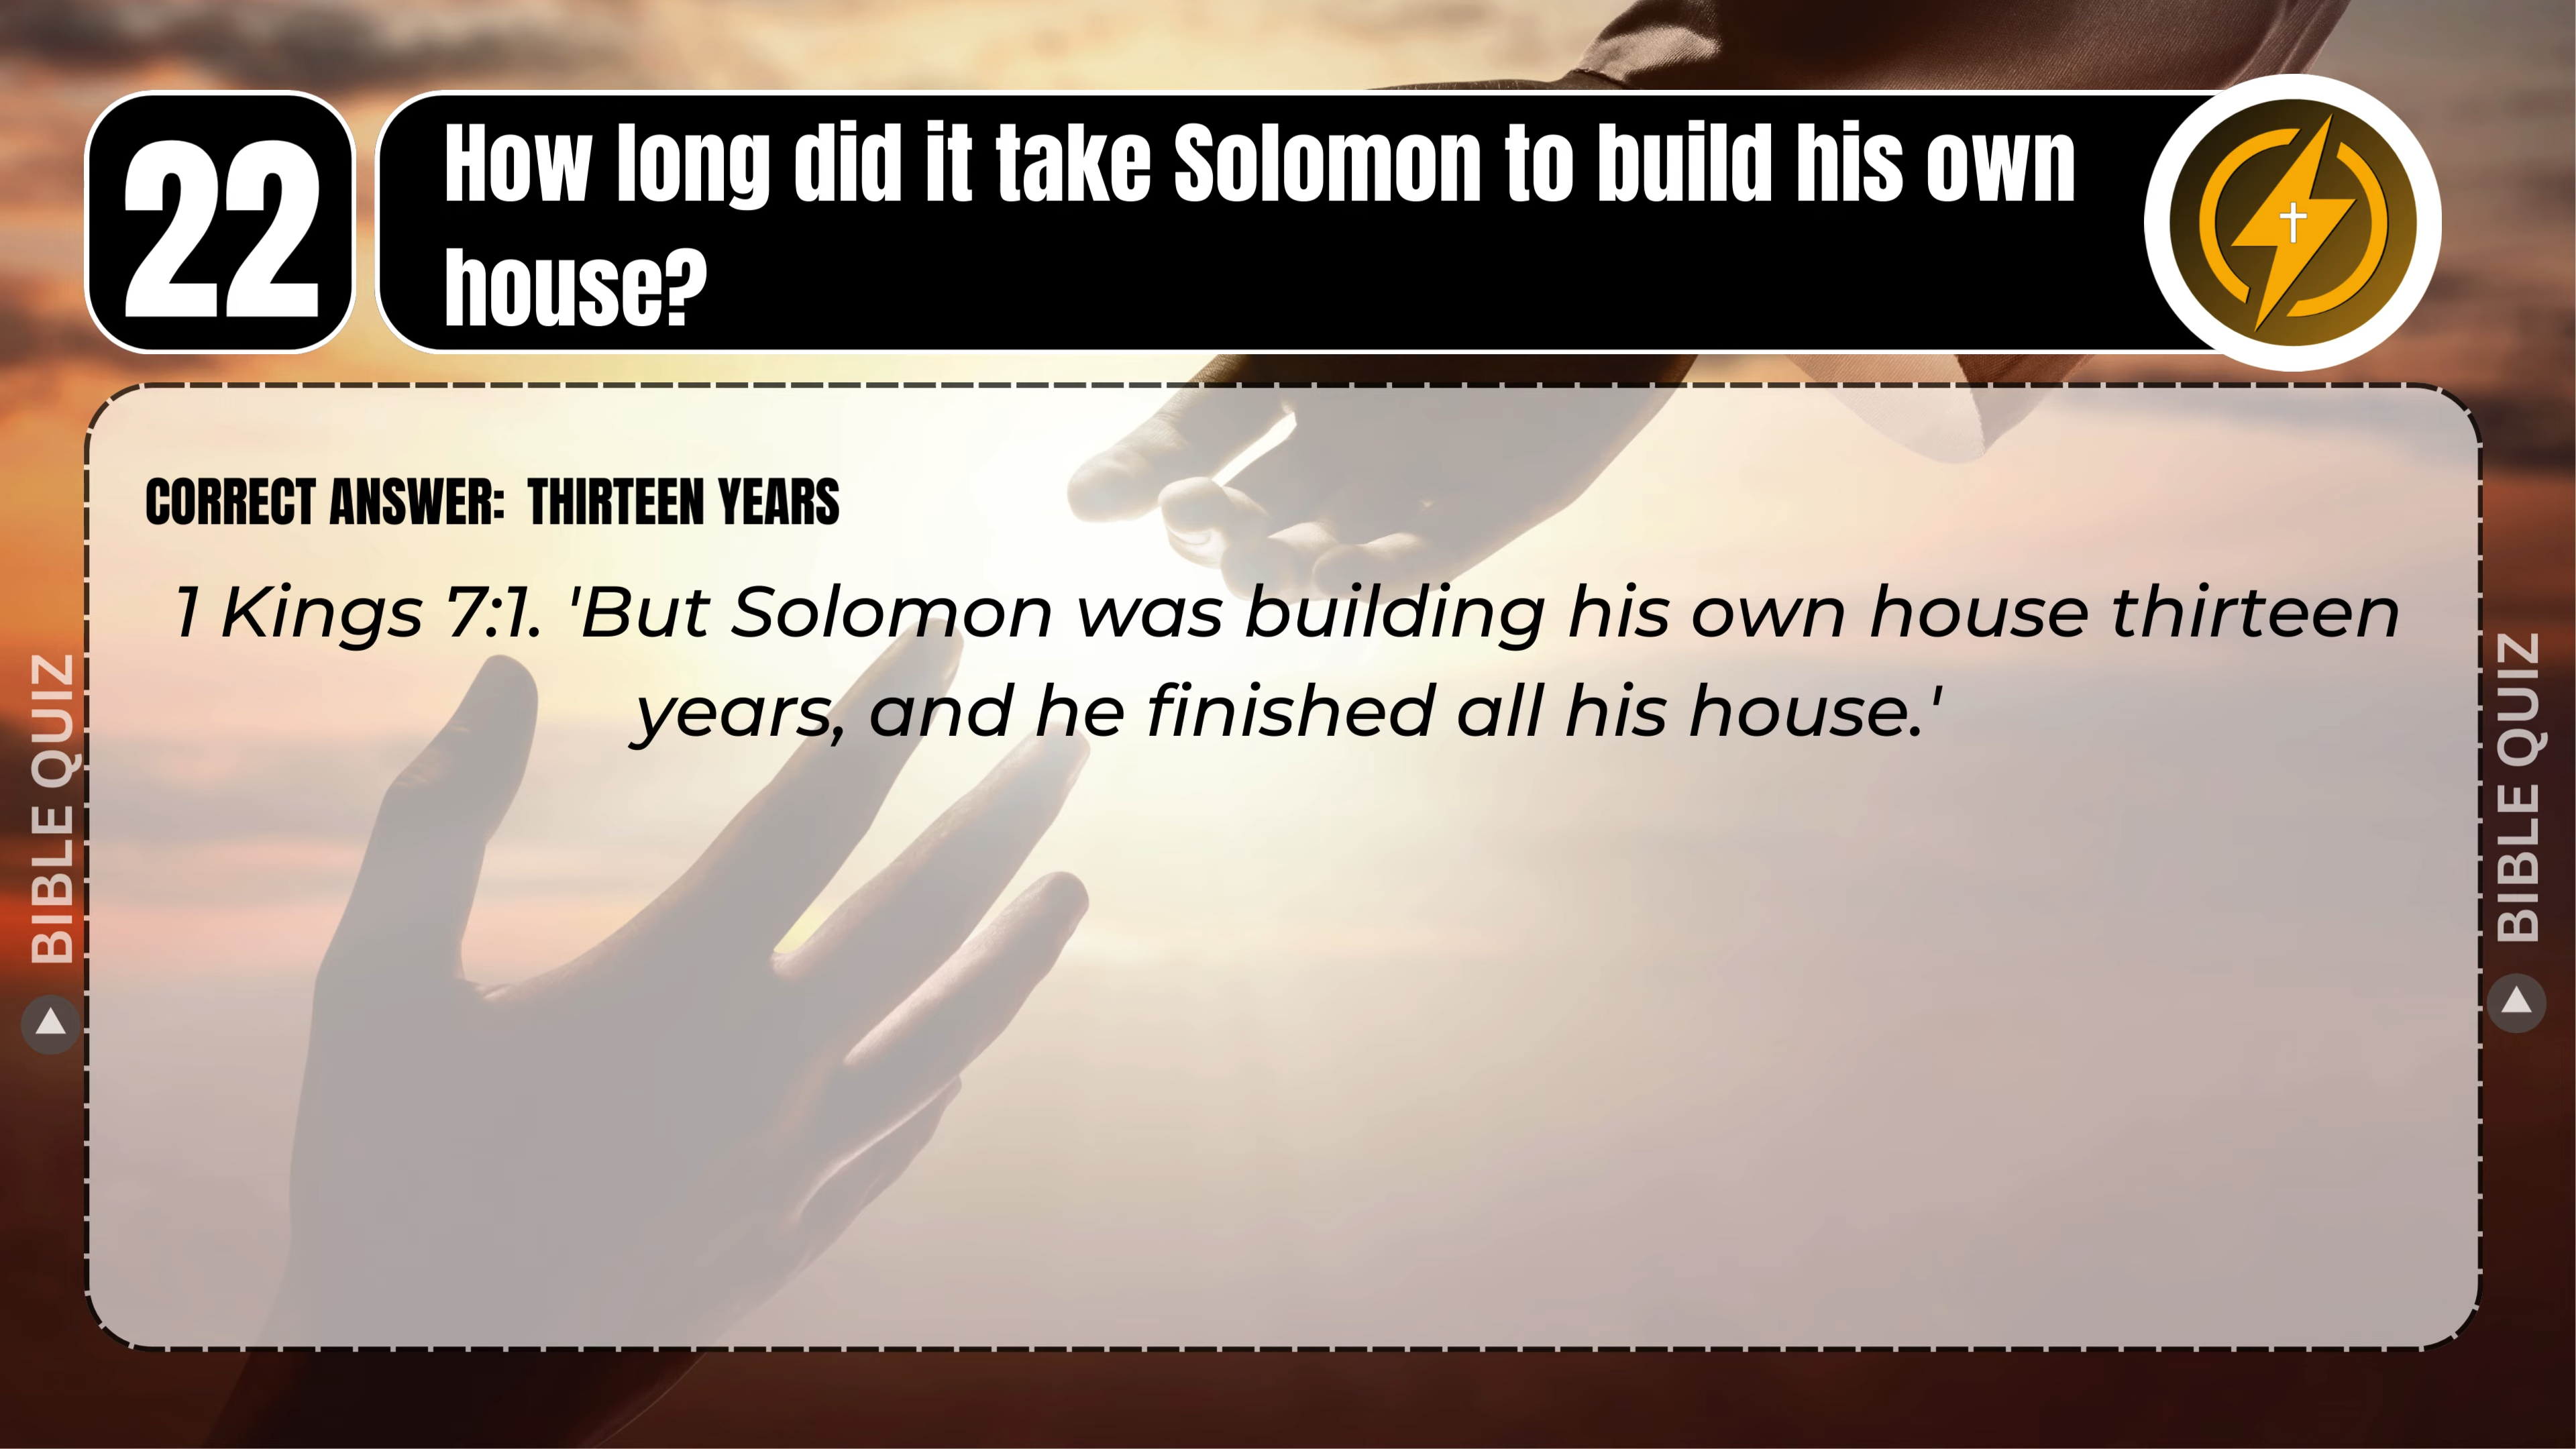 22
How long did it take Solomon to build his own
house?
CORRECT ANSWER: THIRTEEN YEARS
1 Kings 7:1. 'But Solomon was building his own house thirteen
years, and he finished all his house.'
BIBLE QUIZ
BIBLE QUIZ